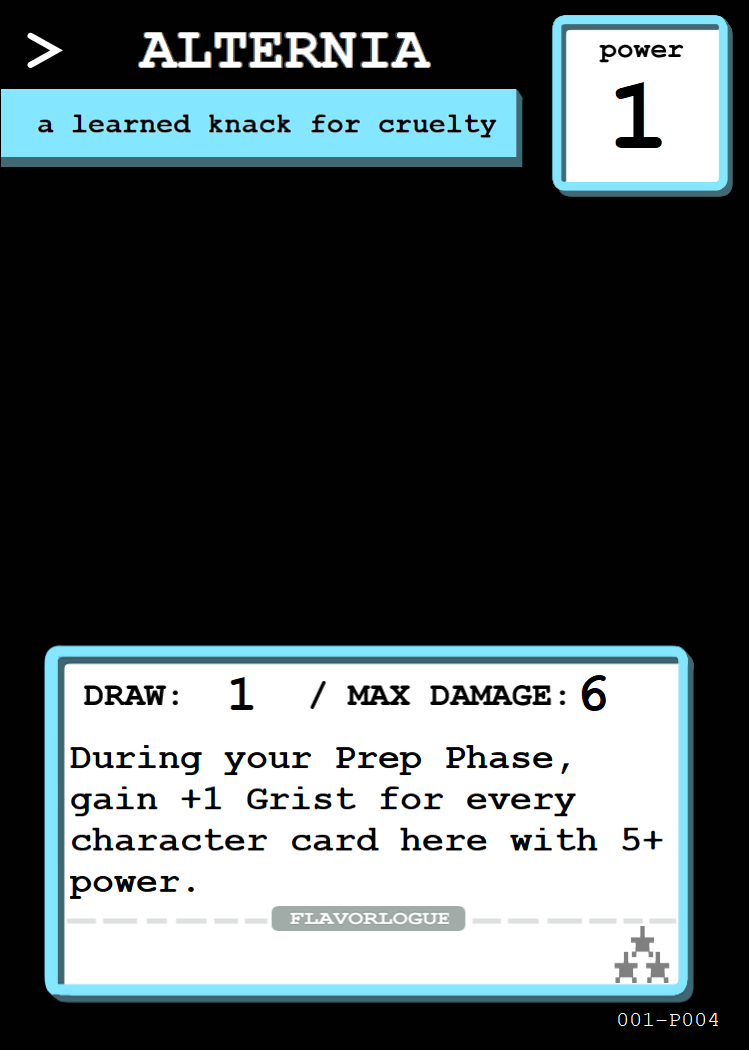 > ALTERNIA
power
1
a learned knack for cruelty
DRAW: 1 / MAX DAMAGE: 6
During your Prep Phase,
gain +1 Grist for every
character card here with 5+
power.
FLAVORLOGUE
001-P004